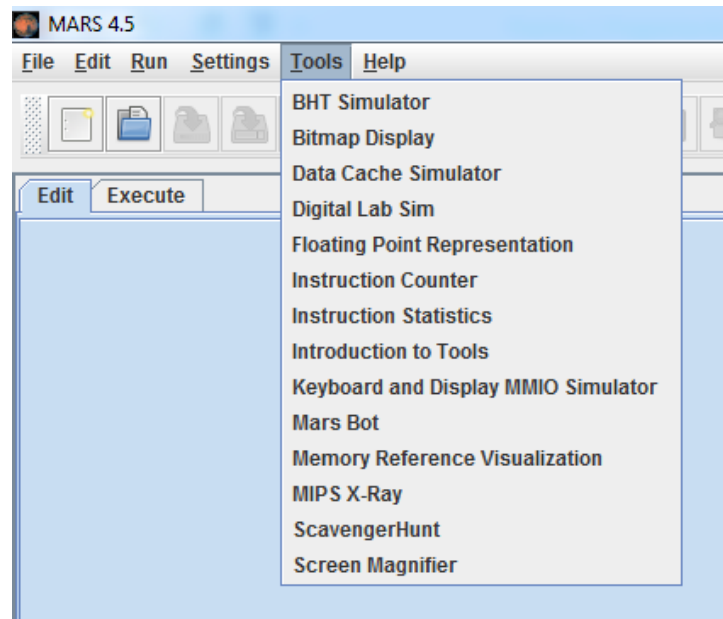 MARS 4.5
File Edit Run Settings Tools Help
Edit Execute
BHT Simulator
Bitmap Display
Data Cache Simulator
Digital Lab Sim
Floating Point Representation
Instruction Counter
Instruction Statistics
Introduction to Tools
Keyboard and Display MMIO Simulator
Mars Bot
Memory Reference Visualization
MIPS X-Ray
ScavengerHunt
Screen Magnifier